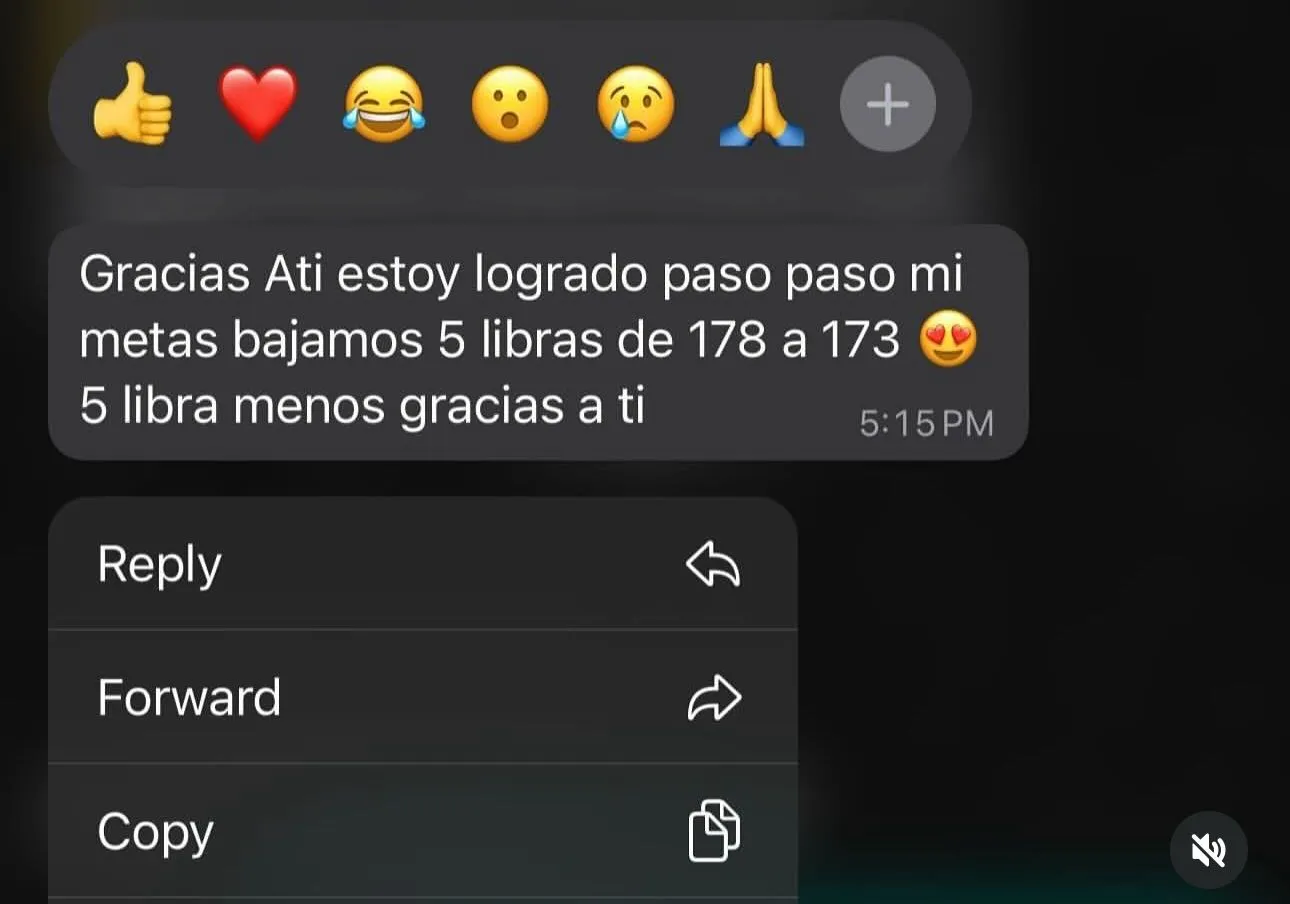 Gracias Ati estoy logrado paso paso mi
metas bajamos 5 libras de 178 a 173 😍
5 libra menos gracias a ti
5:15 PM
Reply
Forward
Copy